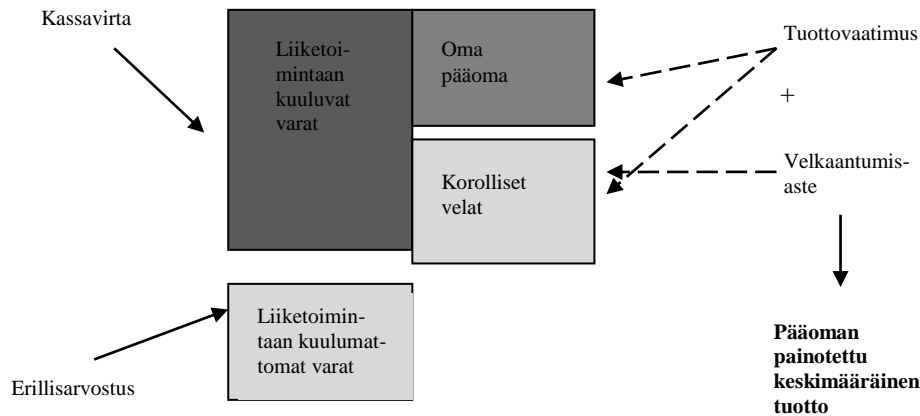 Kassavirta
Liiketoi-
mintaan
kuuluvat
varat
Oma
pääoma
Tuottovaatimus
+
Korolliset
velat
Velkaantumis-
aste
Liiketoimin-
taan kuulumat-
tomat varat
Erillisarvostus
Pääoman
painotettu
keskimääräinen
tuotto